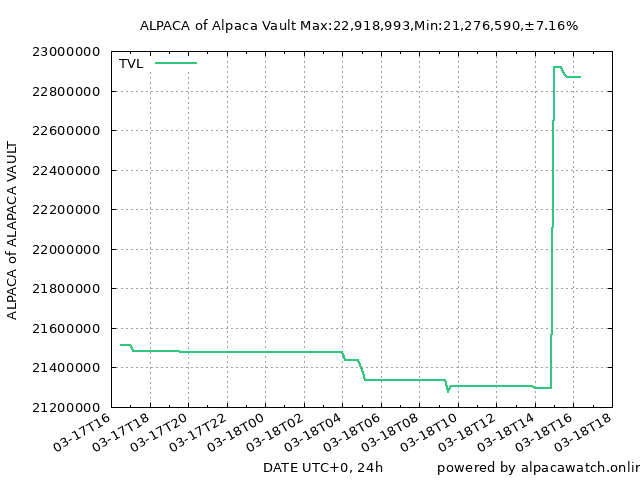 ALPACA of Alpaca Vault Max:22,918,993,Min:21,276,590,±7.16%
TVL
23000000
22800000
22600000
22400000
22200000
22000000
21800000
21600000
21400000
21200000
ALPACA of ALAPACA VAULT
03-17T16
03-17T18
03-17T20
03-17T22
03-18T00
03-18T02
03-18T04
03-18T06
03-18T08
03-18T10
03-18T12
03-18T14
03-18T16
03-18T18
DATE UTC+0, 24h
powered by alpacawatch.onlin